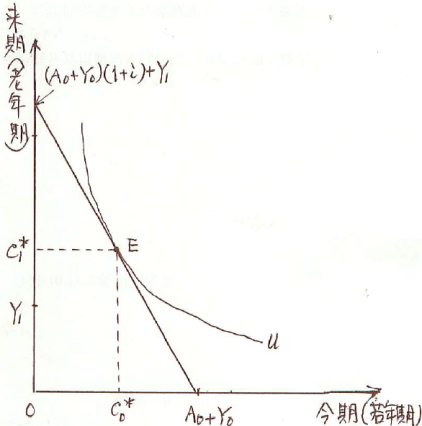 来期(老年期)
(A₀+Y₀)(1+i)+Y₁
C₁*
E
Y₁
u
0
C₀*
A₀+Y₀
今期(若年期)